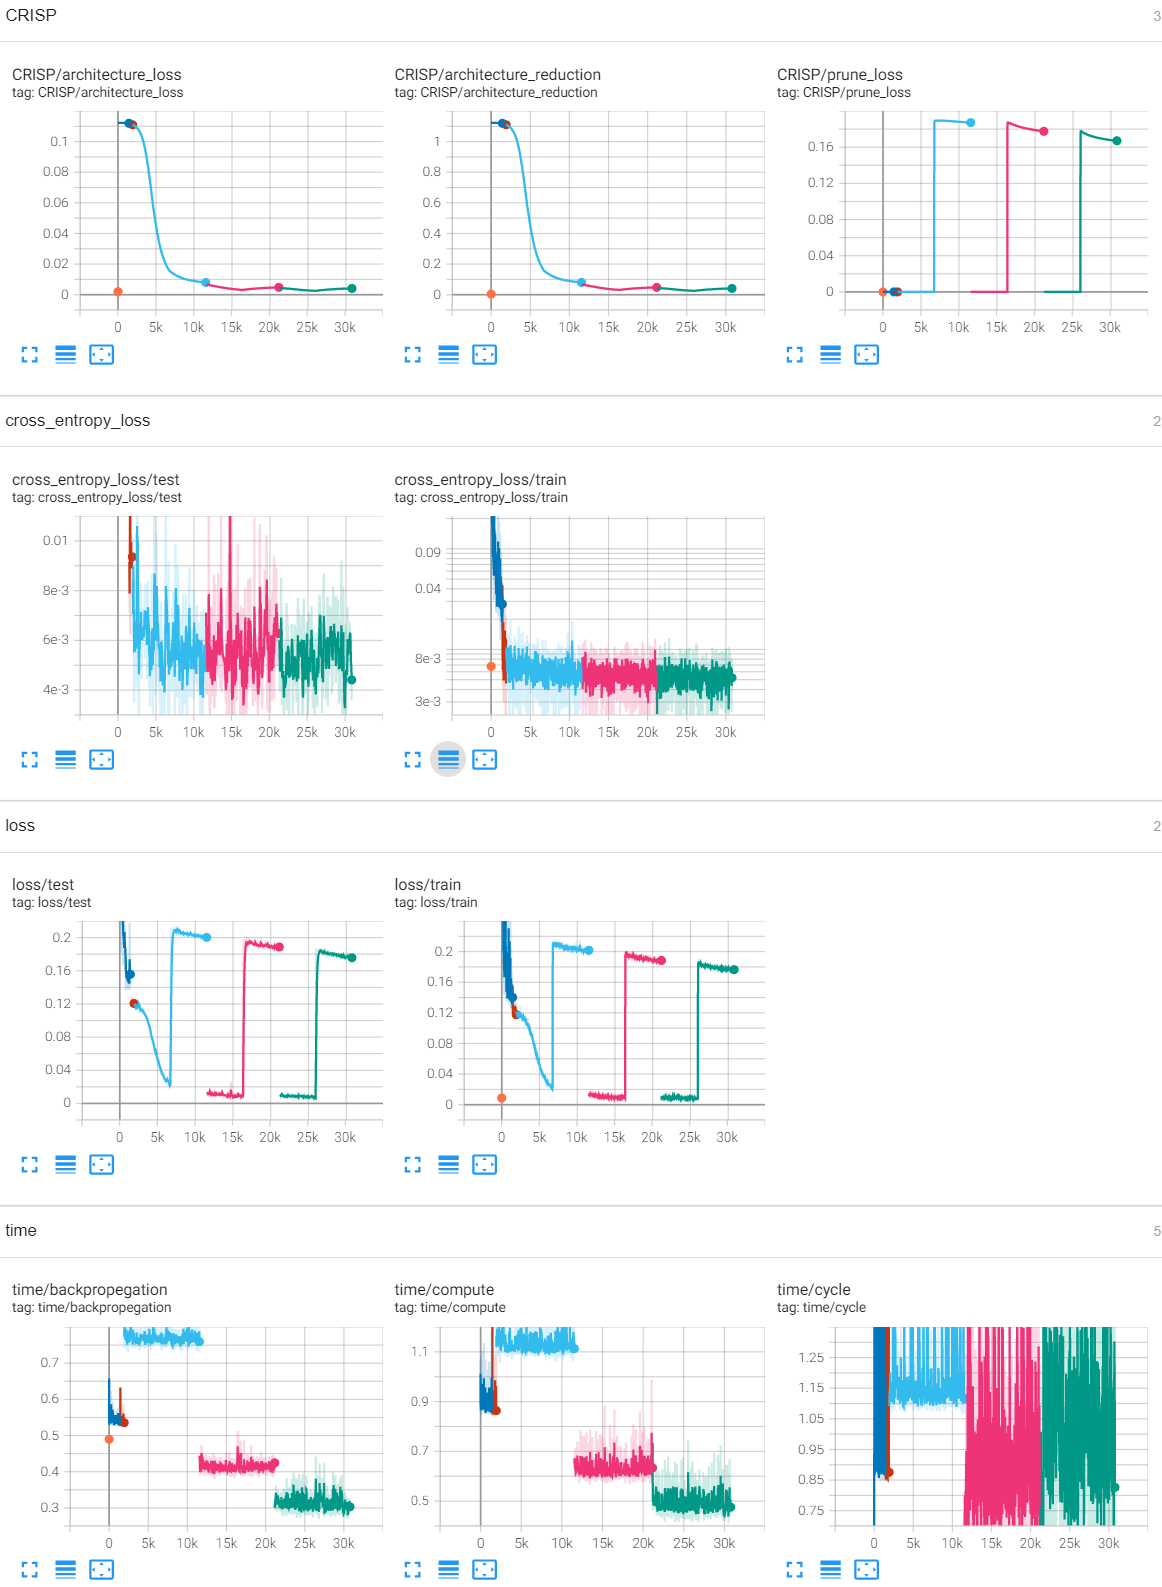 CRISP 3
CRISP/architecture_loss
tag: CRISP/architecture_loss
0.1
0.08
0.06
0.04
0.02
0
0 5k 10k 15k 20k 25k 30k
CRISP/architecture_reduction
tag: CRISP/architecture_reduction
1
0.8
0.6
0.4
0.2
0
0 5k 10k 15k 20k 25k 30k
CRISP/prune_loss
tag: CRISP/prune_loss
0.16
0.12
0.08
0.04
0
0 5k 10k 15k 20k 25k 30k
cross_entropy_loss 2
cross_entropy_loss/test
tag: cross_entropy_loss/test
0.01
8e-3
6e-3
4e-3
0 5k 10k 15k 20k 25k 30k
cross_entropy_loss/train
tag: cross_entropy_loss/train
0.09
0.04
8e-3
3e-3
0 5k 10k 15k 20k 25k 30k
loss 2
loss/test
tag: loss/test
0.2
0.16
0.12
0.08
0.04
0
0 5k 10k 15k 20k 25k 30k
loss/train
tag: loss/train
0.2
0.16
0.12
0.08
0.04
0
0 5k 10k 15k 20k 25k 30k
time 5
time/backpropegation
tag: time/backpropegation
0.7
0.6
0.5
0.4
0.3
0 5k 10k 15k 20k 25k 30k
time/compute
tag: time/compute
1.1
0.9
0.7
0.5
0 5k 10k 15k 20k 25k 30k
time/cycle
tag: time/cycle
1.25
1.15
1.05
0.95
0.85
0.75
0 5k 10k 15k 20k 25k 30k